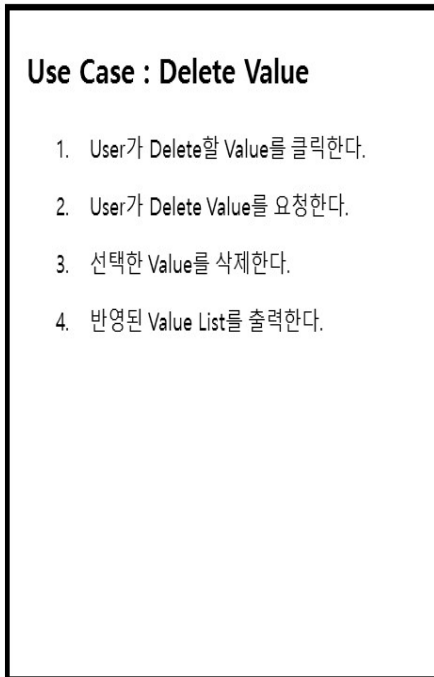 Use Case : Delete Value
1. User가 Delete할 Value를 클릭한다.
2. User가 Delete Value를 요청한다.
3. 선택한 Value를 삭제한다.
4. 반영된 Value List를 출력한다.